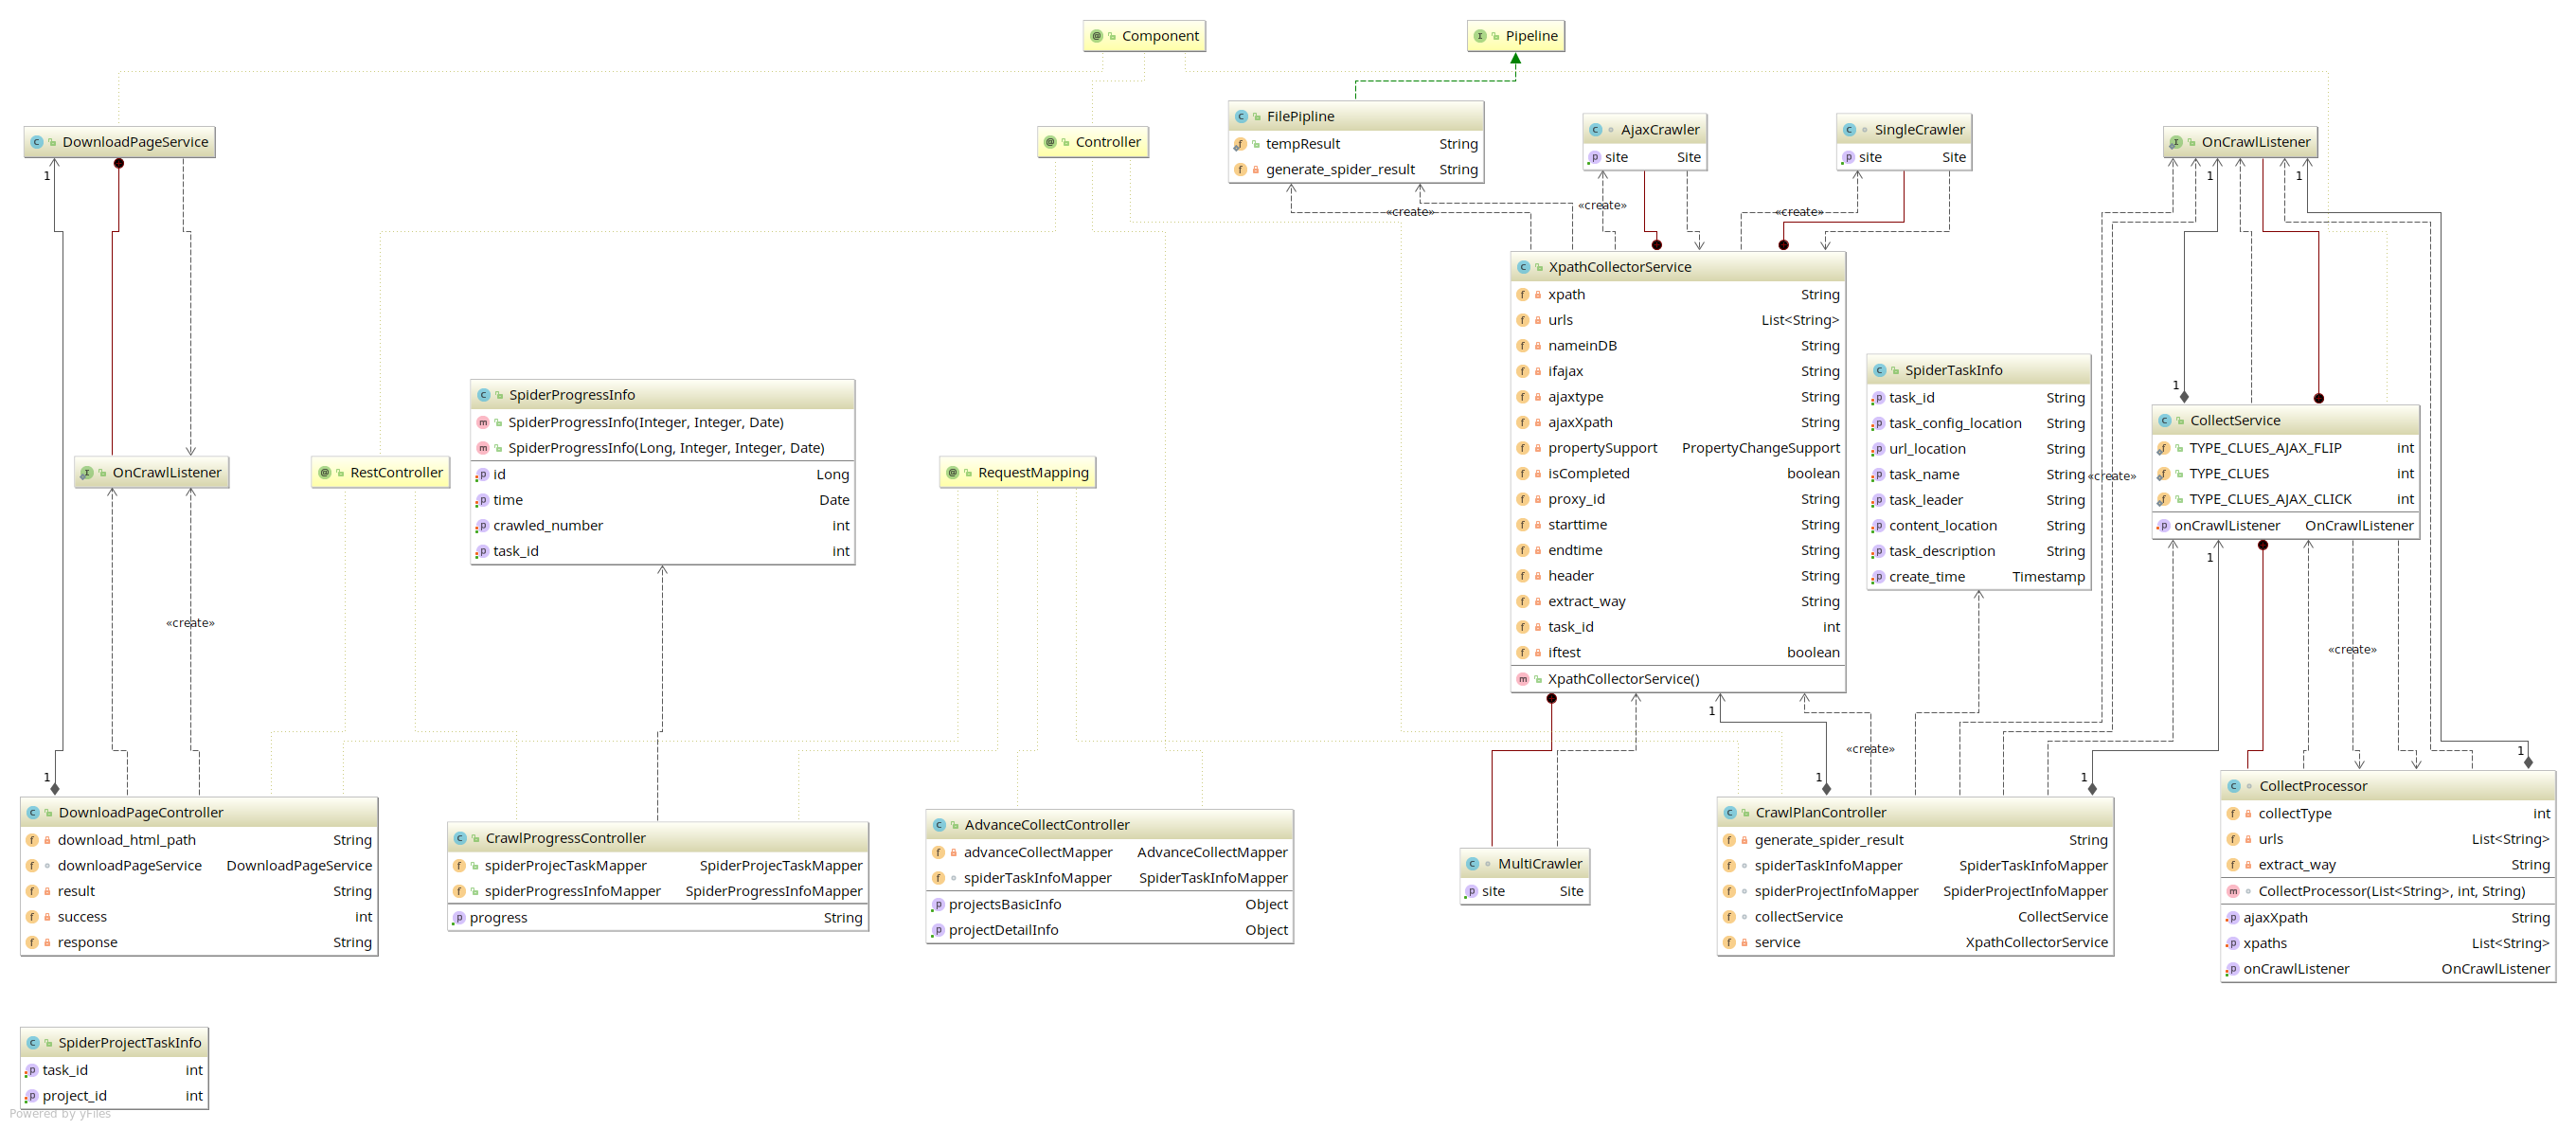 Component
Pipeline
DownloadPageService
1
Controller
FilePipline
tempResult String
generate_spider_result String
«create»
AjaxCrawler
site Site
«create»
SingleCrawler
site Site
«create»
OnCrawlListener
1
1
XpathCollectorService
xpath String
urls List<String>
nameinDB String
ifajax String
ajaxtype String
ajaxXpath String
propertySupport PropertyChangeSupport
isCompleted boolean
proxy_id String
starttime String
endtime String
header String
extract_way String
task_id int
iftest boolean
XpathCollectorService()
1
SpiderTaskInfo
task_id String
task_config_location String
url_location String
task_name String
task_leader String
content_location String
task_description String
create_time Timestamp
«create»
1
CollectService
TYPE_CLUES_AJAX_FLIP int
TYPE_CLUES int
TYPE_CLUES_AJAX_CLICK int
onCrawlListener OnCrawlListener
1
«create»
OnCrawlListener
«create»
RestController
SpiderProgressInfo
SpiderProgressInfo(Integer, Integer, Date)
SpiderProgressInfo(Long, Integer, Integer, Date)
id Long
time Date
crawled_number int
task_id int
RequestMapping
1
DownloadPageController
download_html_path String
downloadPageService DownloadPageService
result String
success int
response String
CrawlProgressController
spiderProjecTaskMapper SpiderProjecTaskMapper
spiderProgressInfoMapper SpiderProgressInfoMapper
progress String
AdvanceCollectController
advanceCollectMapper AdvanceCollectMapper
spiderTaskInfoMapper SpiderTaskInfoMapper
projectsBasicInfo Object
projectDetailInfo Object
MultiCrawler
site Site
«create»
1
1
CrawlPlanController
generate_spider_result String
spiderTaskInfoMapper SpiderTaskInfoMapper
spiderProjectInfoMapper SpiderProjectInfoMapper
collectService CollectService
service XpathCollectorService
1
CollectProcessor
collectType int
urls List<String>
extract_way String
CollectProcessor(List<String>, int, String)
ajaxXpath String
xpaths List<String>
onCrawlListener OnCrawlListener
SpiderProjectTaskInfo
task_id int
project_id int
Powered by yFiles